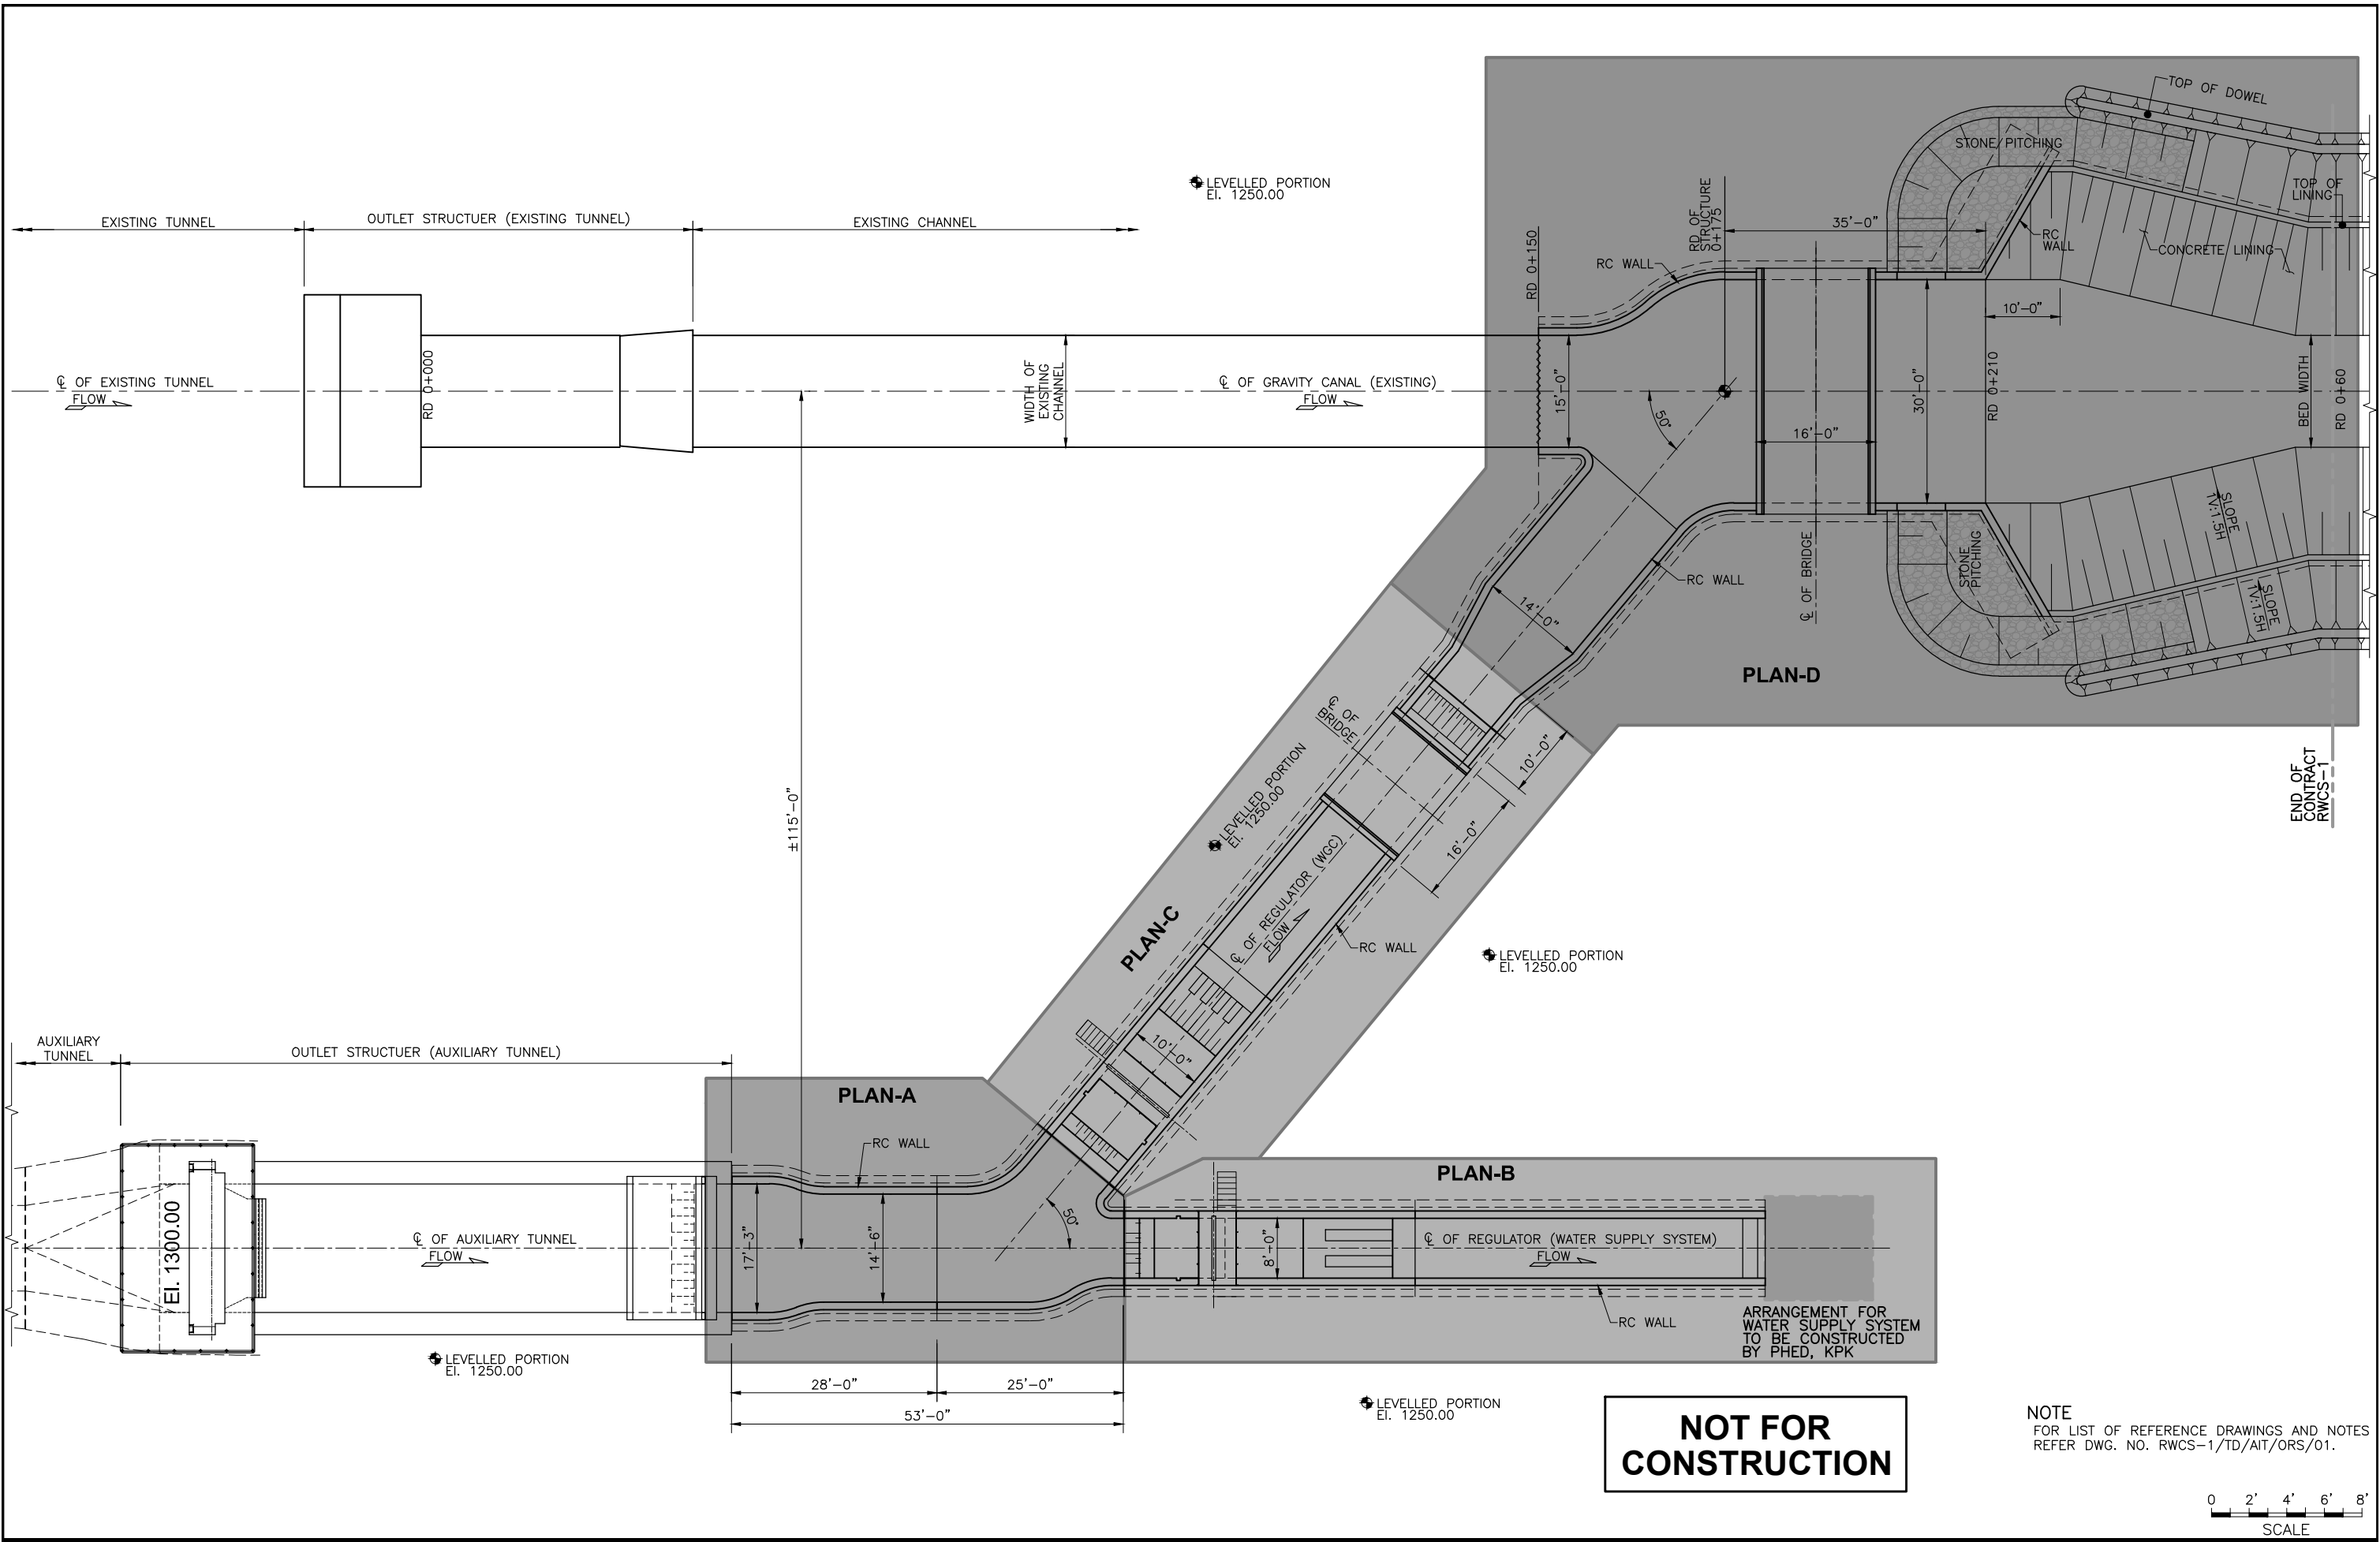 TOP OF DOWEL
STONE PITCHING
LEVELLED PORTION
El. 1250.00
RD OF
STRUCTURE
0+175
TOP OF
LINING
EXISTING TUNNEL
OUTLET STRUCTUER (EXISTING TUNNEL)
EXISTING CHANNEL
35'-0"
RC
WALL
CONCRETE LINING
RD 0+150
RC WALL
10'-0"
RD 0+000
WIDTH OF
EXISTING
CHANNEL
℄ OF EXISTING TUNNEL
FLOW
℄ OF GRAVITY CANAL (EXISTING)
FLOW
15'-0"
50°
16'-0"
30'-0"
RD 0+210
BED WIDTH
RD 0+60
SLOPE
1V:1.5H
STONE
PITCHING
℄ OF BRIDGE
RC WALL
14'-0"
SLOPE
1V:1.5H
PLAN-D
℄ OF
BRIDGE
10'-0"
LEVELLED PORTION
El. 1250.00
END OF
CONTRACT
RWCS-1
±115'-0"
16'-0"
℄ OF REGULATOR (WGC)
FLOW
PLAN-C
RC WALL
LEVELLED PORTION
El. 1250.00
10'-0"
AUXILIARY
TUNNEL
OUTLET STRUCTUER (AUXILIARY TUNNEL)
PLAN-A
RC WALL
PLAN-B
El. 1300.00
℄ OF AUXILIARY TUNNEL
FLOW
17'-3"
14'-6"
50°
8'-0"
℄ OF REGULATOR (WATER SUPPLY SYSTEM)
FLOW
RC WALL
ARRANGEMENT FOR
WATER SUPPLY SYSTEM
TO BE CONSTRUCTED
BY PHED, KPK
LEVELLED PORTION
El. 1250.00
28'-0"
25'-0"
53'-0"
LEVELLED PORTION
El. 1250.00
NOT FOR
CONSTRUCTION
NOTE
FOR LIST OF REFERENCE DRAWINGS AND NOTES
REFER DWG. NO. RWCS-1/TD/AIT/ORS/01.
0 2' 4' 6' 8'
SCALE